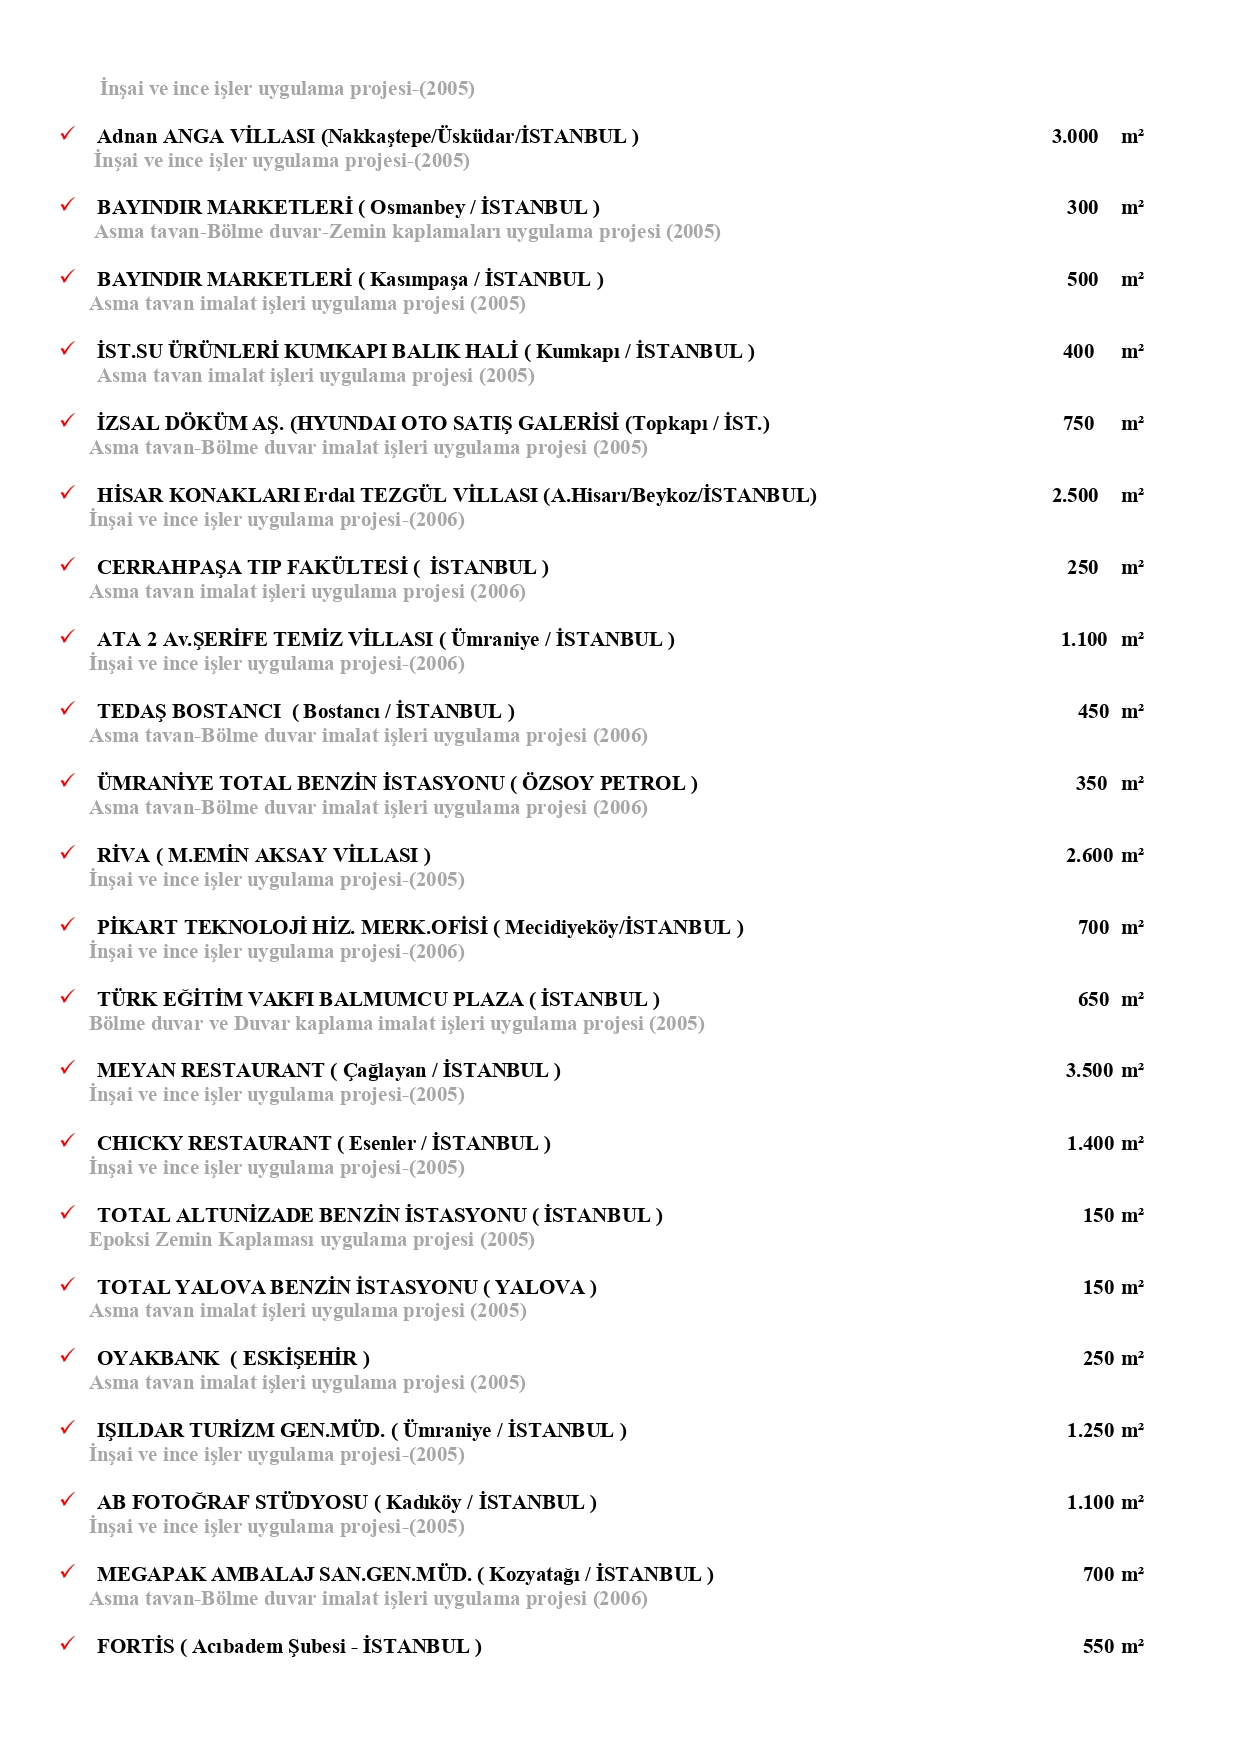 İnşai ve ince işler uygulama projesi-(2005)
✓ Adnan ANGA VİLLASI (Nakkaştepe/Üsküdar/İSTANBUL ) 3.000 m²
İnşai ve ince işler uygulama projesi-(2005)
✓ BAYINDIR MARKETLERİ ( Osmanbey / İSTANBUL ) 300 m²
Asma tavan-Bölme duvar-Zemin kaplamaları uygulama projesi (2005)
✓ BAYINDIR MARKETLERİ ( Kasımpaşa / İSTANBUL ) 500 m²
Asma tavan imalat işleri uygulama projesi (2005)
✓ İST.SU ÜRÜNLERİ KUMKAPI BALIK HALİ ( Kumkapı / İSTANBUL ) 400 m²
Asma tavan imalat işleri uygulama projesi (2005)
✓ İZSAL DÖKÜM AŞ. (HYUNDAI OTO SATIŞ GALERİSİ (Topkapı / İST.) 750 m²
Asma tavan-Bölme duvar imalat işleri uygulama projesi (2005)
✓ HİSAR KONAKLARI Erdal TEZGÜL VİLLASI (A.Hisarı/Beykoz/İSTANBUL) 2.500 m²
İnşai ve ince işler uygulama projesi-(2006)
✓ CERRAHPAŞA TIP FAKÜLTESİ ( İSTANBUL ) 250 m²
Asma tavan imalat işleri uygulama projesi (2006)
✓ ATA 2 Av.ŞERİFE TEMİZ VİLLASI ( Ümraniye / İSTANBUL ) 1.100 m²
İnşai ve ince işler uygulama projesi-(2006)
✓ TEDAŞ BOSTANCI ( Bostancı / İSTANBUL ) 450 m²
Asma tavan-Bölme duvar imalat işleri uygulama projesi (2006)
✓ ÜMRANİYE TOTAL BENZİN İSTASYONU ( ÖZSOY PETROL ) 350 m²
Asma tavan-Bölme duvar imalat işleri uygulama projesi (2006)
✓ RİVA ( M.EMİN AKSAY VİLLASI ) 2.600 m²
İnşai ve ince işler uygulama projesi-(2005)
✓ PİKART TEKNOLOJİ HİZ. MERK.OFİSİ ( Mecidiyeköy/İSTANBUL ) 700 m²
İnşai ve ince işler uygulama projesi-(2006)
✓ TÜRK EĞİTİM VAKFI BALMUMCU PLAZA ( İSTANBUL ) 650 m²
Bölme duvar ve Duvar kaplama imalat işleri uygulama projesi (2005)
✓ MEYAN RESTAURANT ( Çağlayan / İSTANBUL ) 3.500 m²
İnşai ve ince işler uygulama projesi-(2005)
✓ CHICKY RESTAURANT ( Esenler / İSTANBUL ) 1.400 m²
İnşai ve ince işler uygulama projesi-(2005)
✓ TOTAL ALTUNİZADE BENZİN İSTASYONU ( İSTANBUL ) 150 m²
Epoksi Zemin Kaplaması uygulama projesi (2005)
✓ TOTAL YALOVA BENZİN İSTASYONU ( YALOVA ) 150 m²
Asma tavan imalat işleri uygulama projesi (2005)
✓ OYAKBANK ( ESKİŞEHİR ) 250 m²
Asma tavan imalat işleri uygulama projesi (2005)
✓ IŞILDAR TURİZM GEN.MÜD. ( Ümraniye / İSTANBUL ) 1.250 m²
İnşai ve ince işler uygulama projesi-(2005)
✓ AB FOTOĞRAF STÜDYOSU ( Kadıköy / İSTANBUL ) 1.100 m²
İnşai ve ince işler uygulama projesi-(2005)
✓ MEGAPAK AMBALAJ SAN.GEN.MÜD. ( Kozyatağı / İSTANBUL ) 700 m²
Asma tavan-Bölme duvar imalat işleri uygulama projesi (2006)
✓ FORTİS ( Acıbadem Şubesi - İSTANBUL ) 550 m²